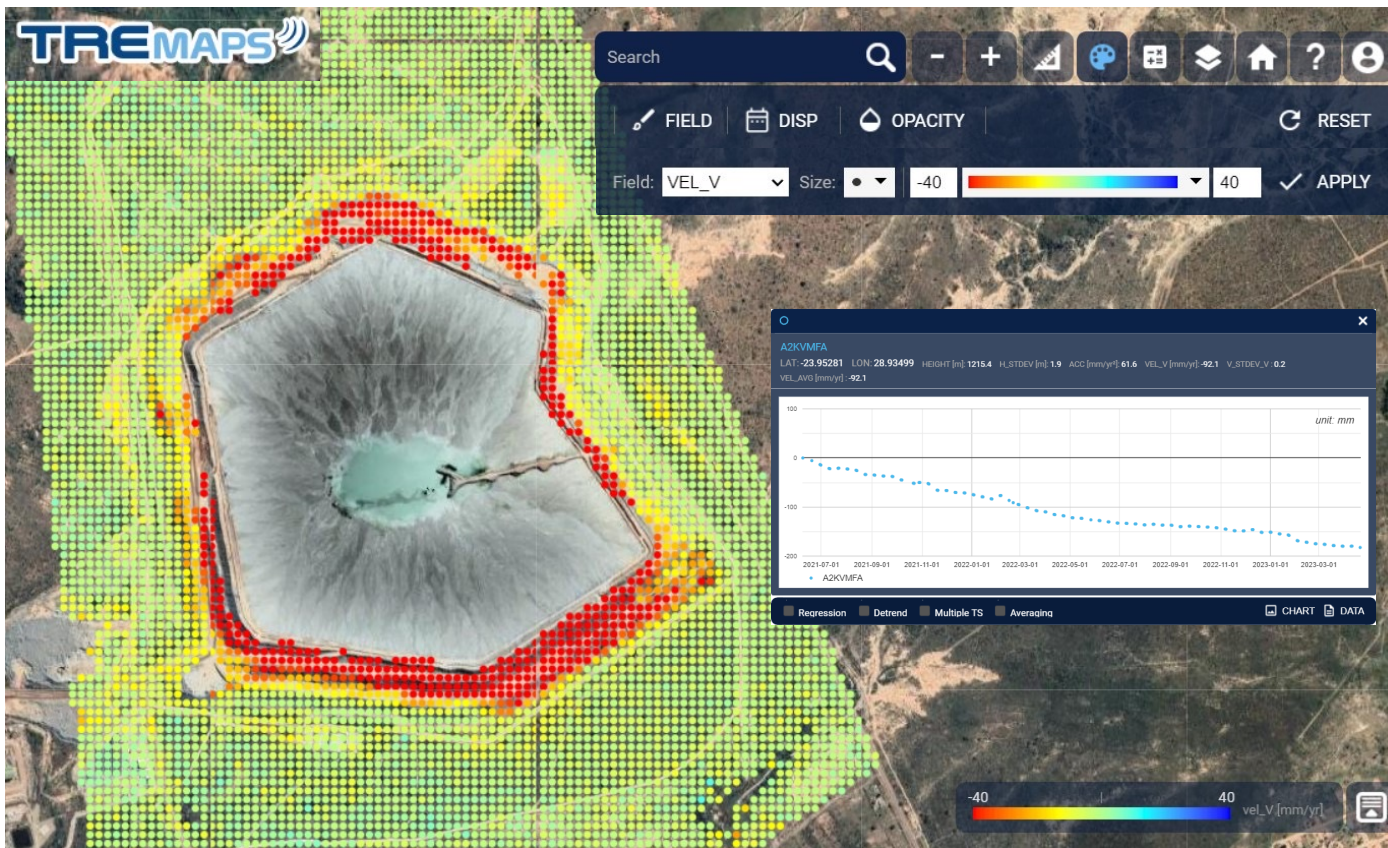 TREMAPS
Search
- + ?
FIELD DISP OPACITY RESET
Field: VEL_V Size: -40 40 APPLY
A2KVMFA
LAT: -23.95281 LON: 28.93499 HEIGHT [m]: 1215.4 H_STDEV [m]: 1.9 ACC [mm/yr²]: 61.6 VEL_V [mm/yr]: -92.1 V_STDEV_V : 0.2
VEL_AVG [mm/yr] : -92.1
100
unit: mm
0
-100
-200
2021-07-01 2021-09-01 2021-11-01 2022-01-01 2022-03-01 2022-05-01 2022-07-01 2022-09-01 2022-11-01 2023-01-01 2023-03-01
A2KVMFA
Regression Detrend Multiple TS Averaging CHART DATA
-40 40
vel_V [mm/yr]